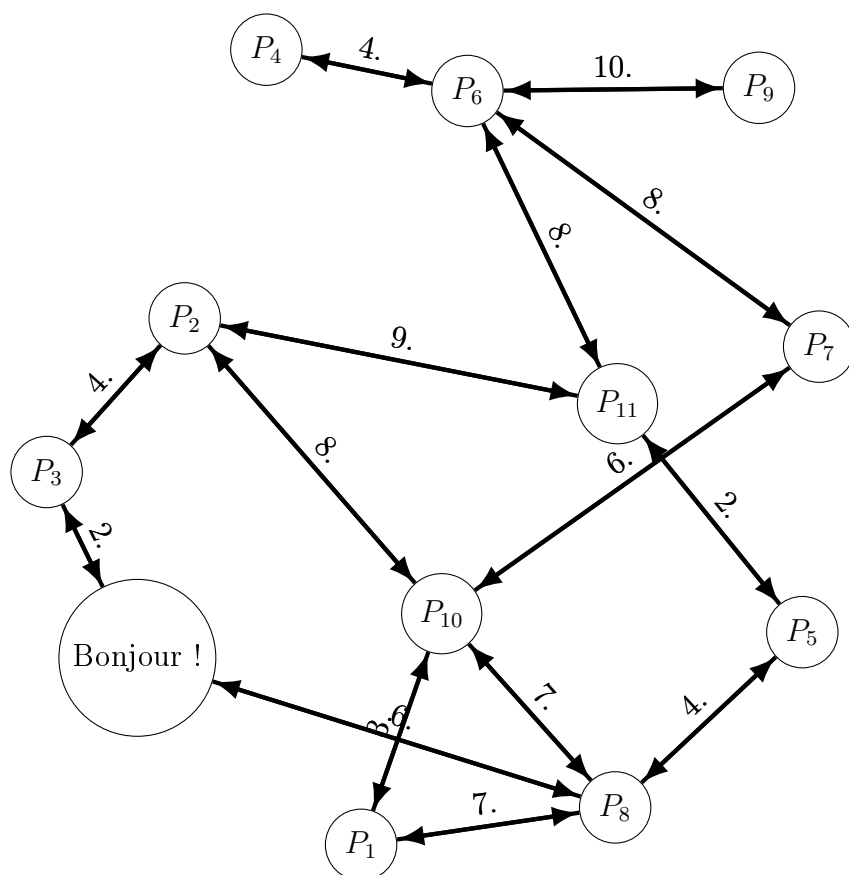 P₄
4.
10.
P₆
P₉
8.
8.
P₂
9.
P₇
4.
P₁₁
8.
6.
P₃
2.
2.
P₁₀
P₅
Bonjour !
7.
4.
3.
6.
7.
P₈
P₁